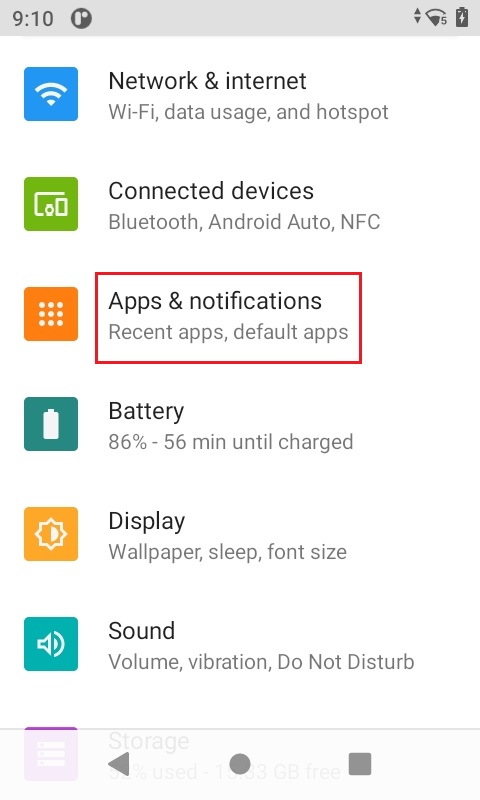 9:10
5
Network & internet
Wi-Fi, data usage, and hotspot
Connected devices
Bluetooth, Android Auto, NFC
Apps & notifications
Recent apps, default apps
Battery
86% - 56 min until charged
Display
Wallpaper, sleep, font size
Sound
Volume, vibration, Do Not Disturb
Storage
used - GB free